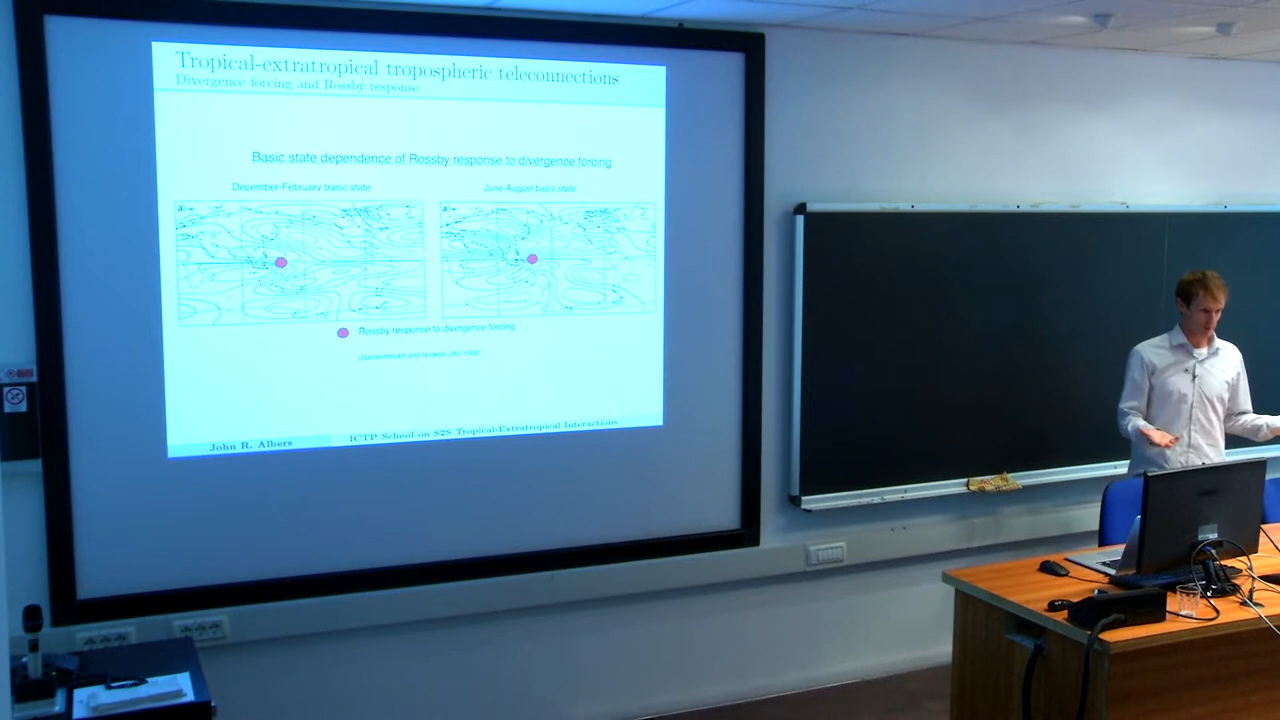 Tropical-extratropical tropospheric teleconnections
Divergence forcing and Rossby response
Basic state dependence of Rossby response to divergence forcing
December-February basic state
June-August basic state
Rossby response to divergence forcing
John R. Albers
ICTP School on S2S Tropical-Extratropical Interactions